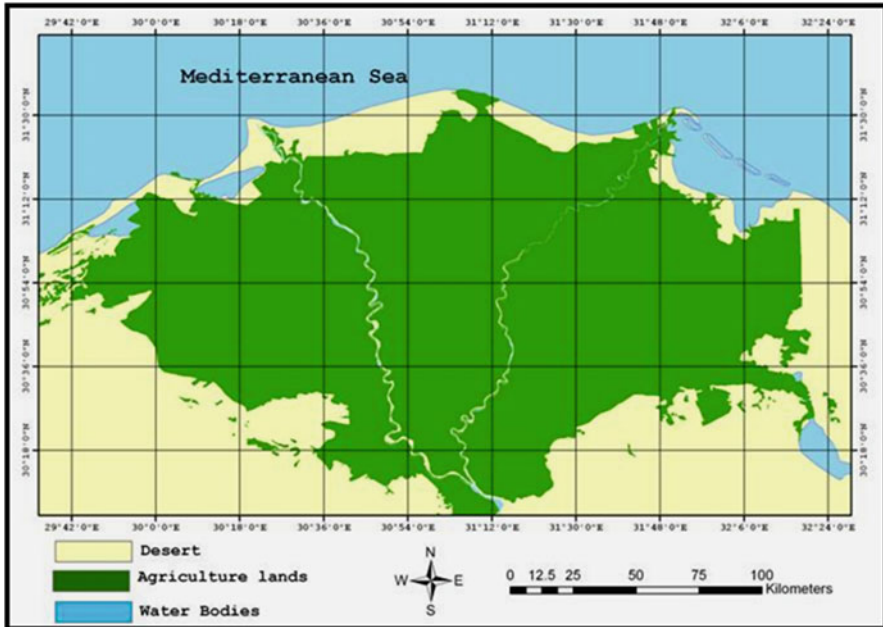 29°42'0"E 30°0'0"E 30°18'0"E 30°36'0"E 30°54'0"E 31°12'0"E 31°30'0"E 31°48'0"E 32°6'0"E 32°24'0"E
Mediterranean Sea
31°30'0"N 31°30'0"N
31°12'0"N 31°12'0"N
30°54'0"N 30°54'0"N
30°36'0"N 30°36'0"N
30°18'0"N 30°18'0"N
29°42'0"E 30°0'0"E 30°18'0"E 30°36'0"E 30°54'0"E 31°12'0"E 31°30'0"E 31°48'0"E 32°6'0"E 32°24'0"E
Desert
Agriculture lands
Water Bodies
N
W E
S
0 12.5 25 50 75 100
Kilometers